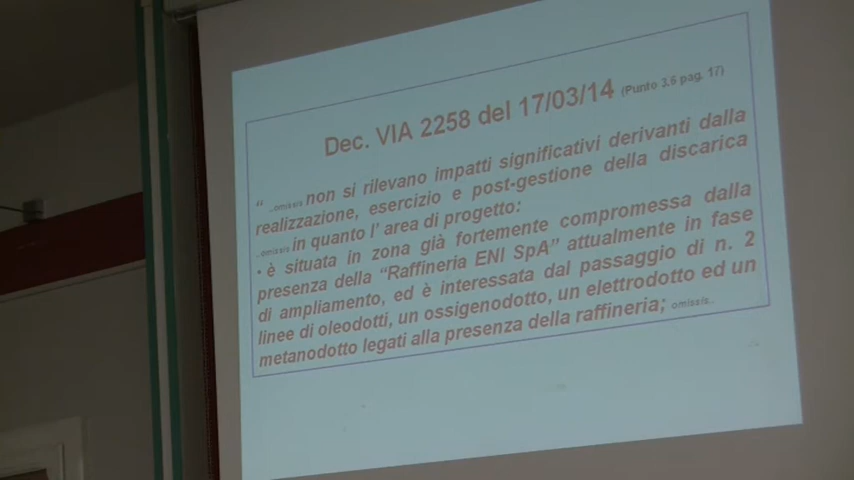 Dec. VIA 2258 del 17/03/14 (Punto 3.6 pag. 17)
“ ..omissis non si rilevano impatti significativi derivanti dalla
realizzazione, esercizio e post-gestione della discarica
..omissis in quanto l’ area di progetto:
• è situata in zona già fortemente compromessa dalla
presenza della “Raffineria ENI SpA” attualmente in fase
di ampliamento, ed è interessata dal passaggio di n. 2
linee di oleodotti, un ossigenodotto, un elettrodotto ed un
metanodotto, legati alla presenza della raffineria; omissis..